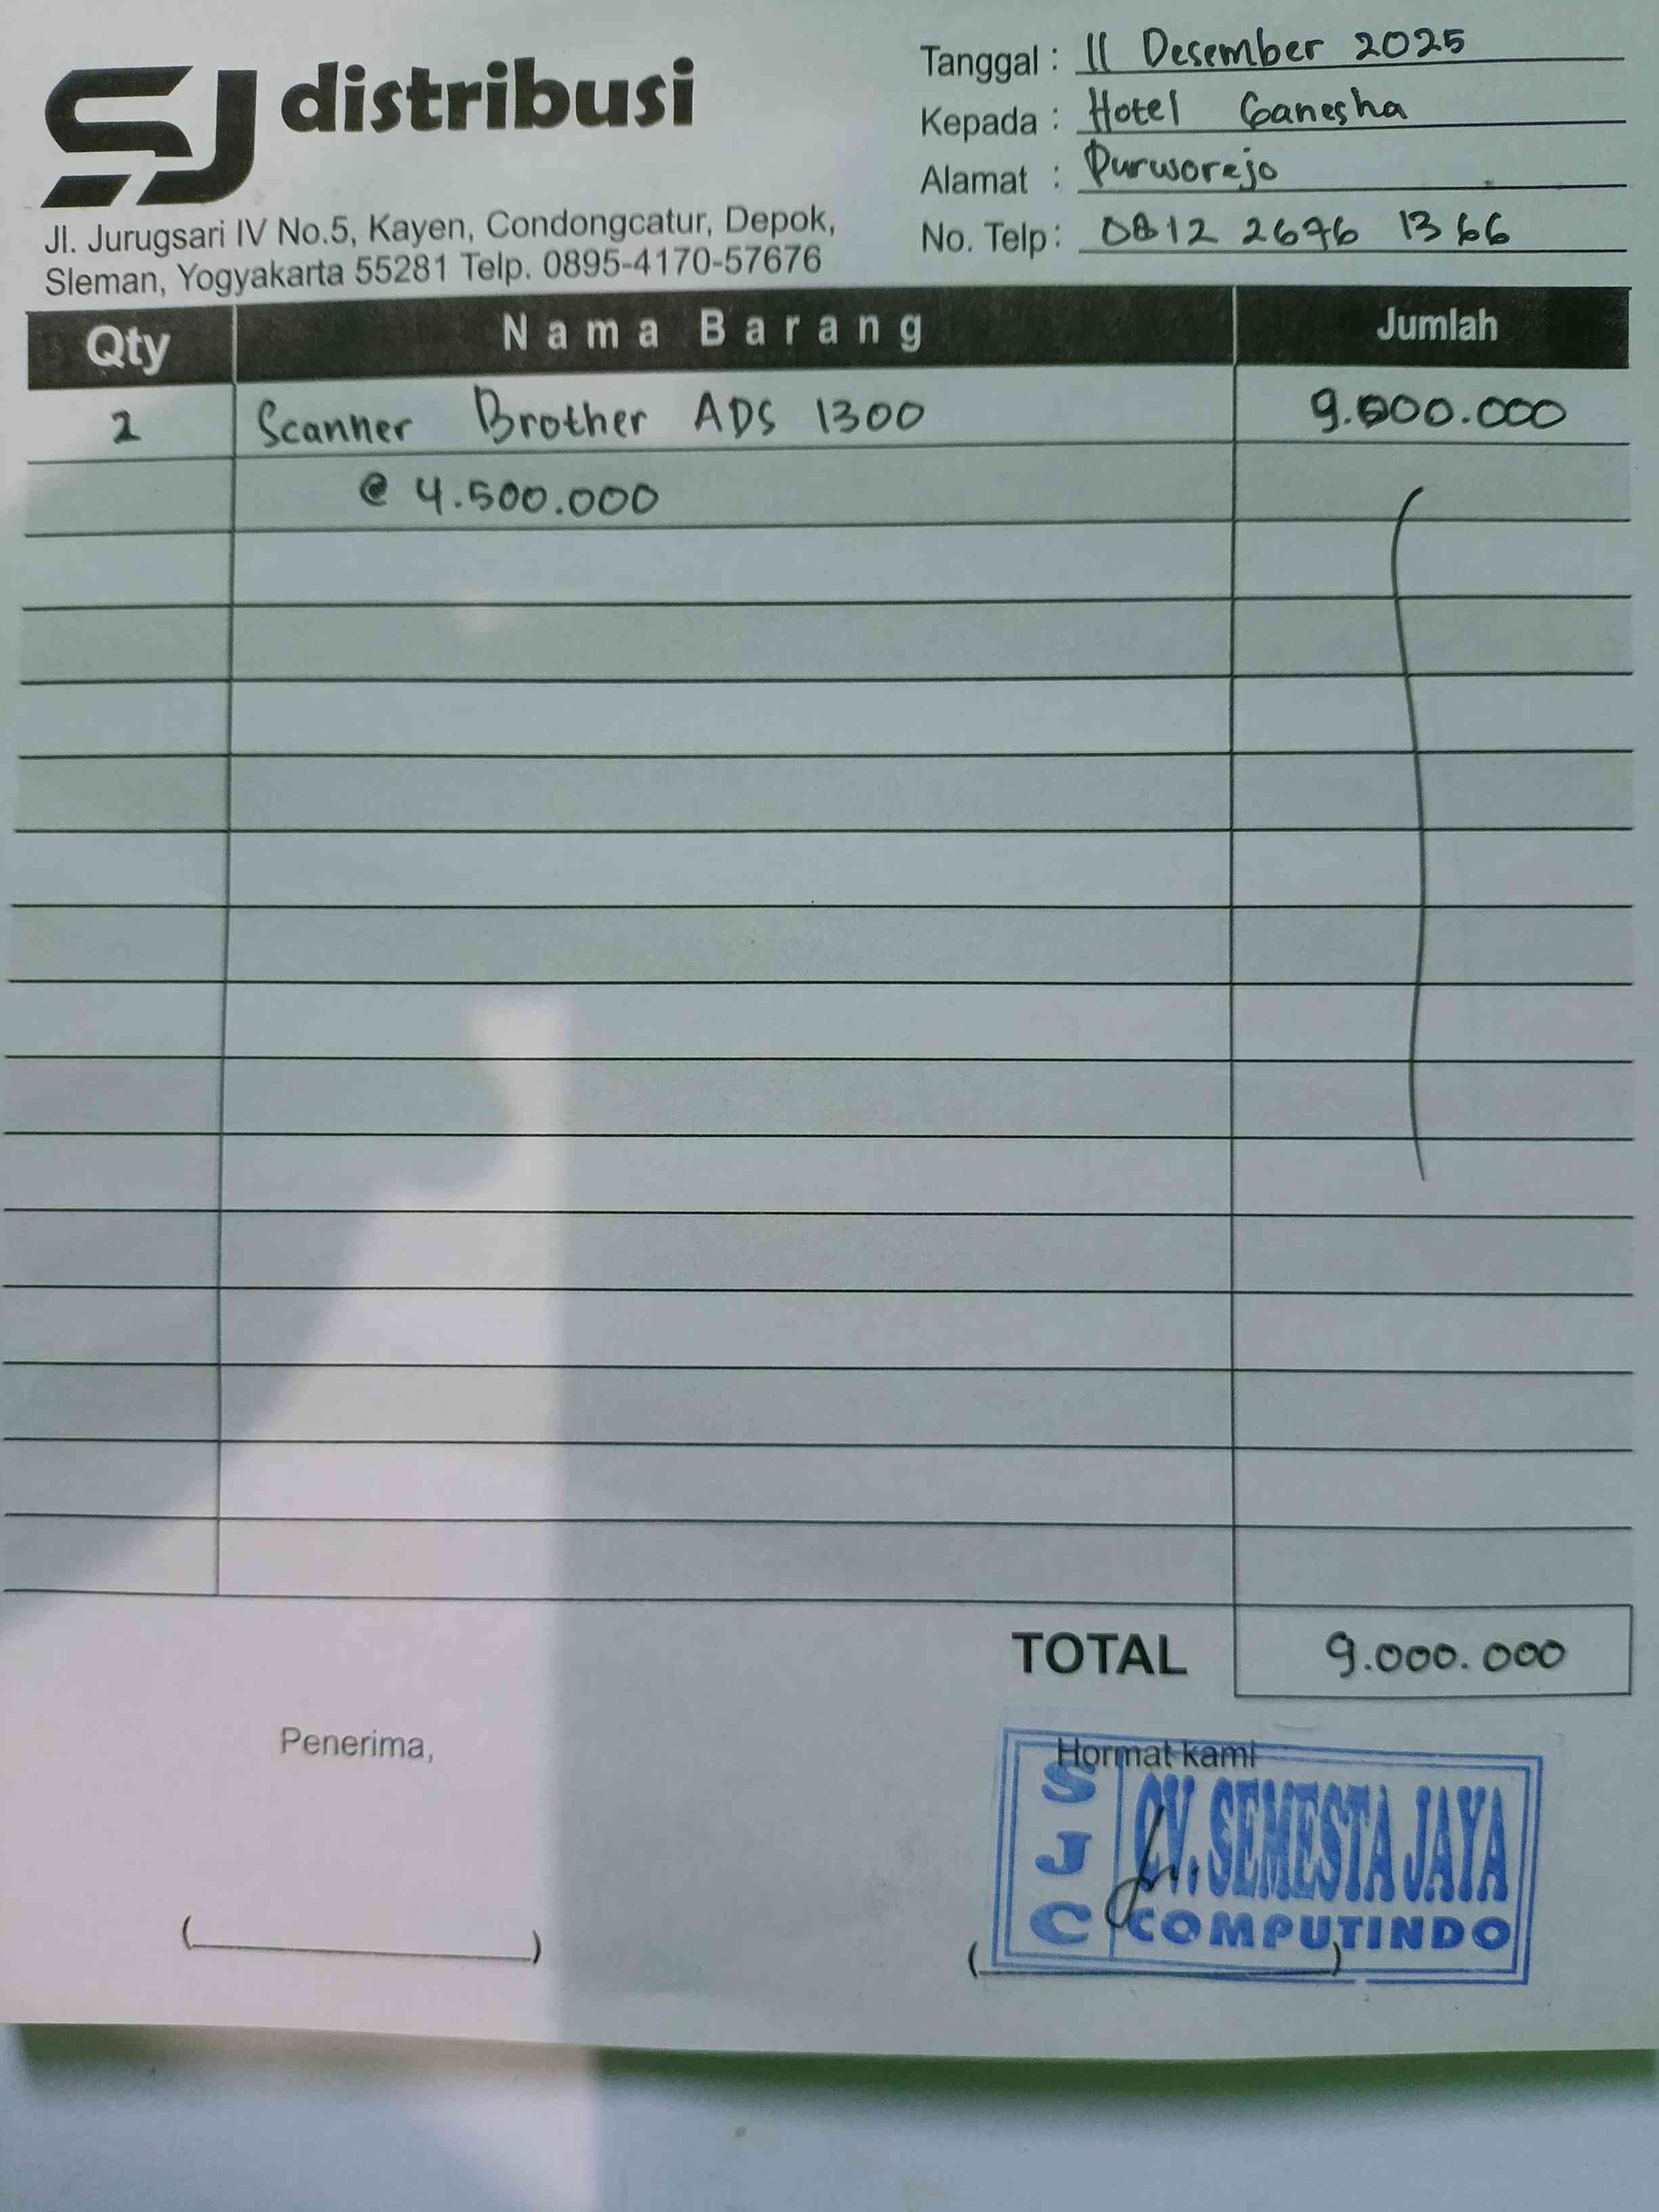 SJ distribusi
Jl. Jurugsari IV No.5, Kayen, Condongcatur, Depok,
Sleman, Yogyakarta 55281 Telp. 0895-4170-57676
Tanggal : 11 Desember 2025
Kepada : Hotel Ganesha
Alamat : Purworejo
No. Telp : 0812 2676 1366
Qty Nama Barang Jumlah
2 Scanner Brother ADS 1300 9.000.000
@ 4.500.000
TOTAL 9.000.000
Penerima,
Hormat kami
SJC
CV. SEMESTA JAYA
COMPUTINDO